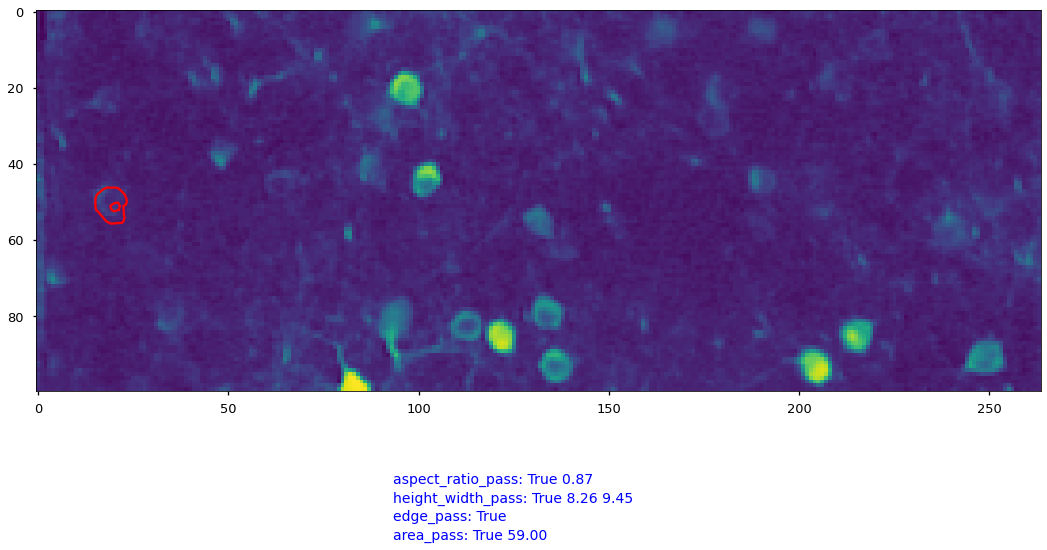 0
20
40
60
80
0 50 100 150 200 250
aspect_ratio_pass: True 0.87
height_width_pass: True 8.26 9.45
edge_pass: True
area_pass: True 59.00